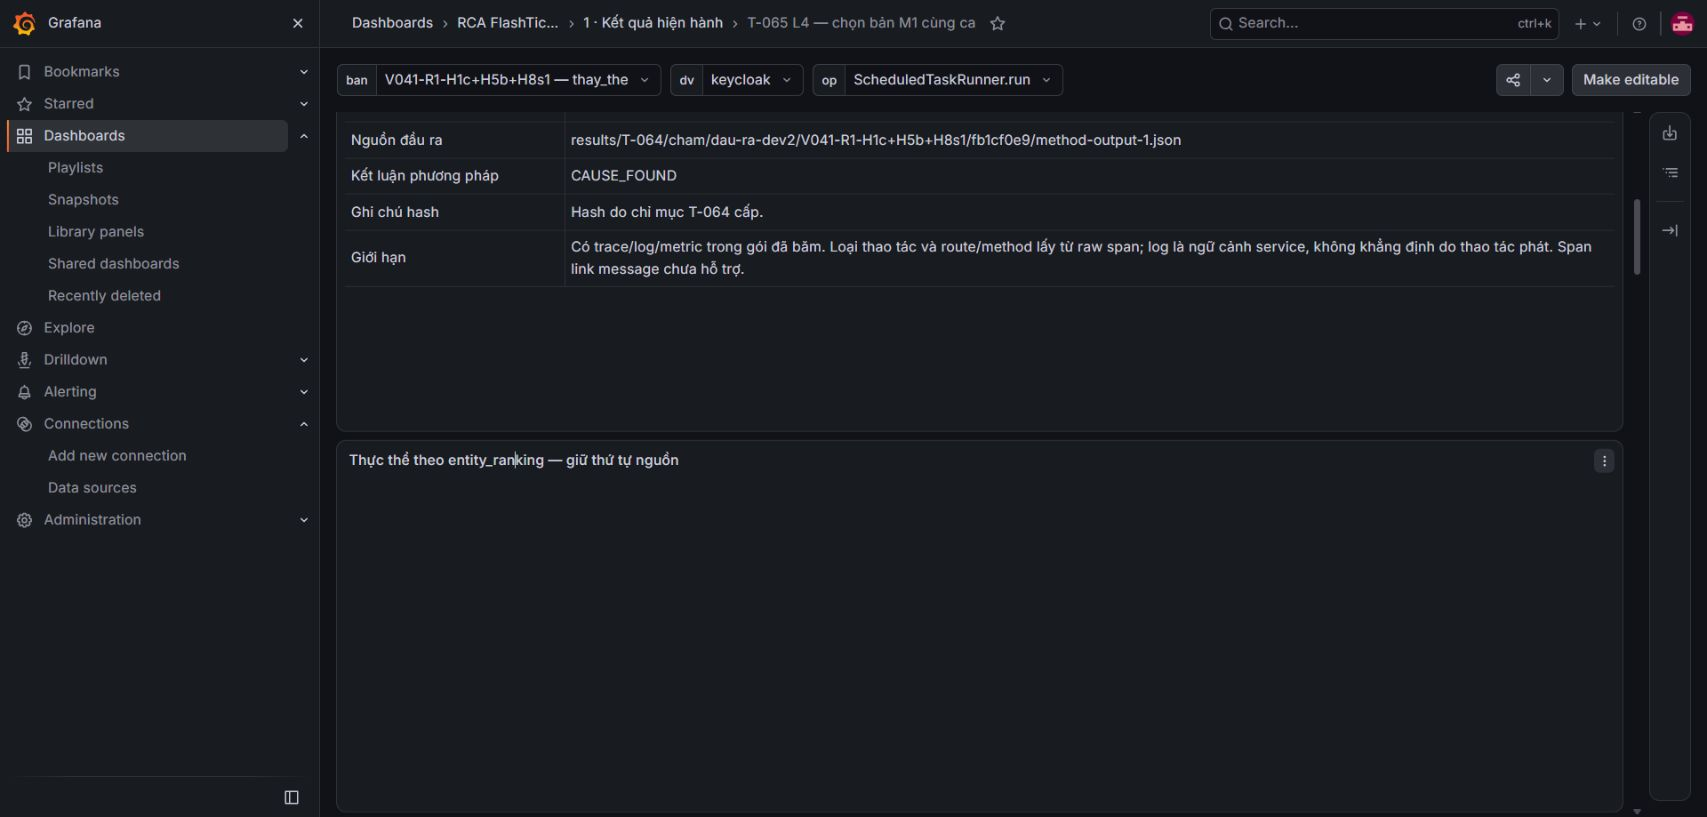 Grafana
Dashboards › RCA FlashTic... › 1 · Kết quả hiện hành › T-065 L4 — chọn bản M1 cùng ca
Search... ctrl+k
Bookmarks
Starred
Dashboards
Playlists
Snapshots
Library panels
Shared dashboards
Recently deleted
Explore
Drilldown
Alerting
Connections
Add new connection
Data sources
Administration
ban V041-R1-H1c+H5b+H8s1 — thay_the
dv keycloak
op ScheduledTaskRunner.run
Make editable
Nguồn đầu ra results/T-064/cham/dau-ra-dev2/V041-R1-H1c+H5b+H8s1/fb1cf0e9/method-output-1.json
Kết luận phương pháp CAUSE_FOUND
Ghi chú hash Hash do chỉ mục T-064 cấp.
Giới hạn Có trace/log/metric trong gói đã băm. Loại thao tác và route/method lấy từ raw span; log là ngữ cảnh service, không khẳng định do thao tác phát. Span
link message chưa hỗ trợ.
Thực thể theo entity_ranking — giữ thứ tự nguồn